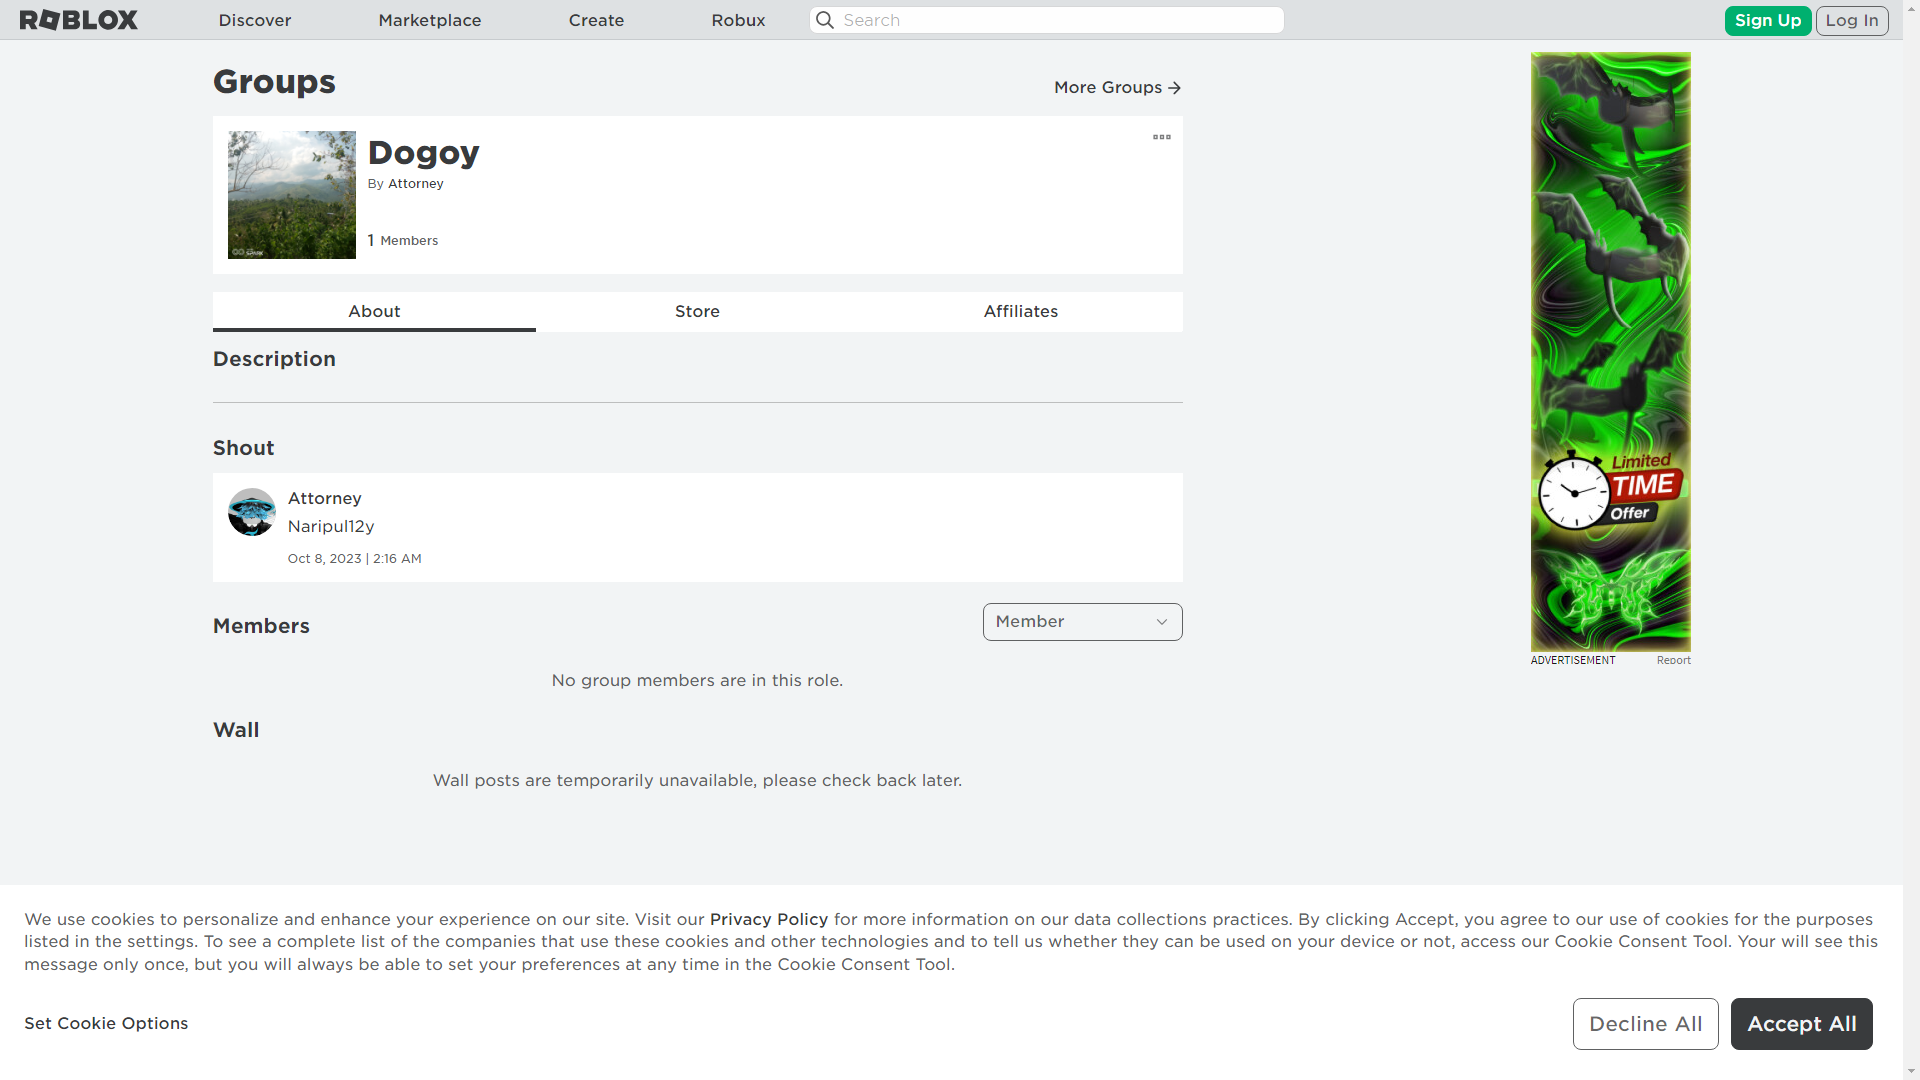 ROBLOX
Discover
Marketplace
Create
Robux
Search
Sign Up
Log In
Groups
More Groups
Dogoy
By Attorney
1 Members
About
Store
Affiliates
Description
Shout
Attorney
Naripul12y
Oct 8, 2023 | 2:16 AM
Members
Member
No group members are in this role.
Wall
Wall posts are temporarily unavailable, please check back later.
Limited
TIME
Offer
ADVERTISEMENT
Report
We use cookies to personalize and enhance your experience on our site. Visit our Privacy Policy for more information on our data collections practices. By clicking Accept, you agree to our use of cookies for the purposes
listed in the settings. To see a complete list of the companies that use these cookies and other technologies and to tell us whether they can be used on your device or not, access our Cookie Consent Tool. Your will see this
message only once, but you will always be able to set your preferences at any time in the Cookie Consent Tool.
Set Cookie Options
Decline All
Accept All